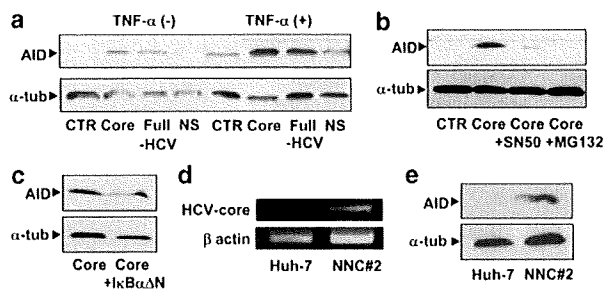 a
TNF-α (-) TNF-α (+)
AID
α-tub
CTR Core Full NS CTR Core Full NS
-HCV -HCV
b
AID
α-tub
CTR Core Core Core
+SN50 +MG132
c
AID
α-tub
Core Core
+IκBαΔN
d
HCV-core
β actin
Huh-7 NNC#2
e
AID
α-tub
Huh-7 NNC#2